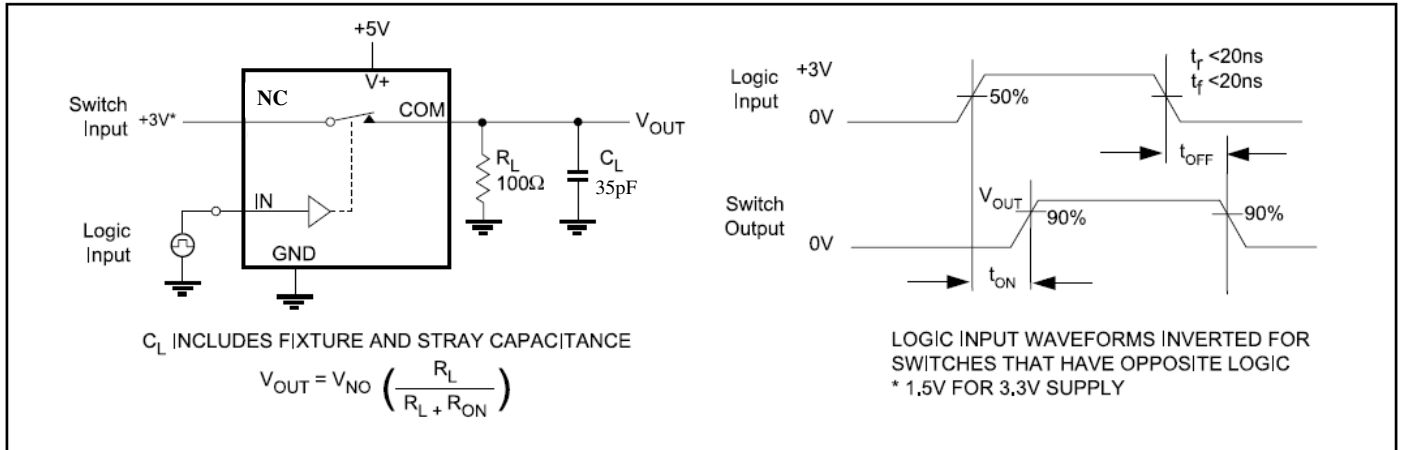 +5V
V+
NC
COM
Switch
Input
+3V*
V_OUT
R_L
100Ω
C_L
35pF
IN
Logic
Input
GND
C_L INCLUDES FIXTURE AND STRAY CAPACITANCE
V_OUT = V_NO ( R_L / R_L + R_ON )
Logic
Input
+3V
0V
50%
t_r <20ns
t_f <20ns
t_OFF
Switch
Output
V_OUT
0V
90%
90%
t_ON
LOGIC INPUT WAVEFORMS INVERTED FOR
SWITCHES THAT HAVE OPPOSITE LOGIC
* 1.5V FOR 3.3V SUPPLY